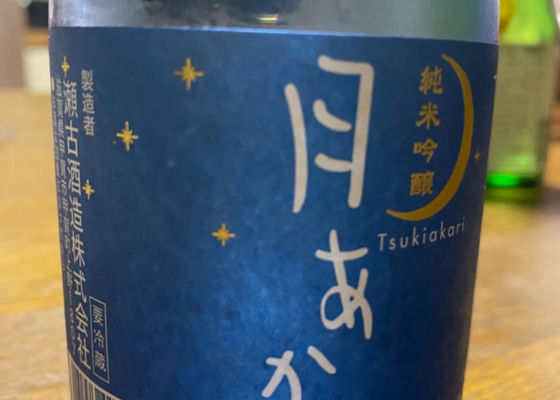 純米吟醸
月あか
Tsukiakari
製造者
瀬古酒造株式会社
要冷蔵